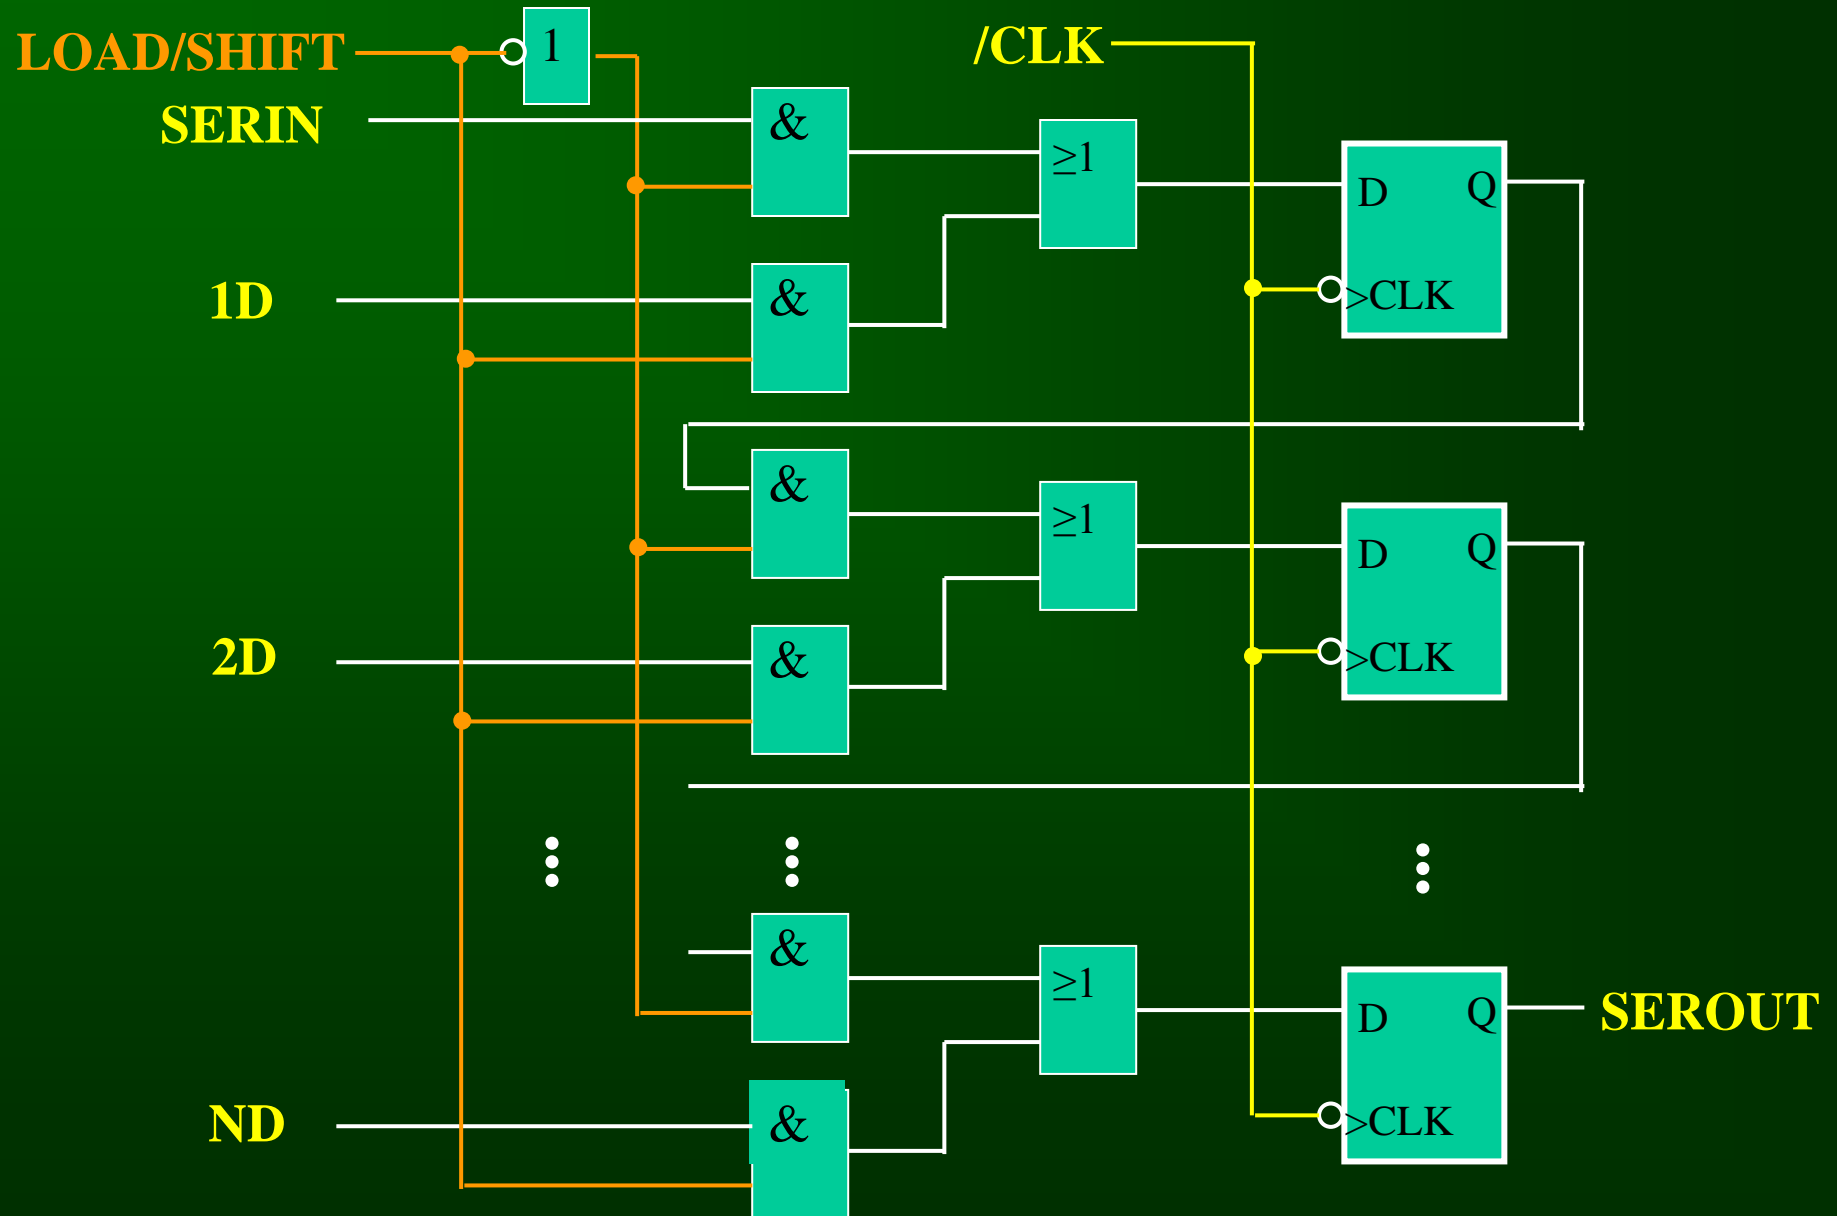 LOAD/SHIFT
1
/CLK
SERIN
&
≥1
D
Q
1D
&
>CLK
&
≥1
D
Q
2D
&
>CLK
&
≥1
D
Q
SEROUT
ND
&
>CLK